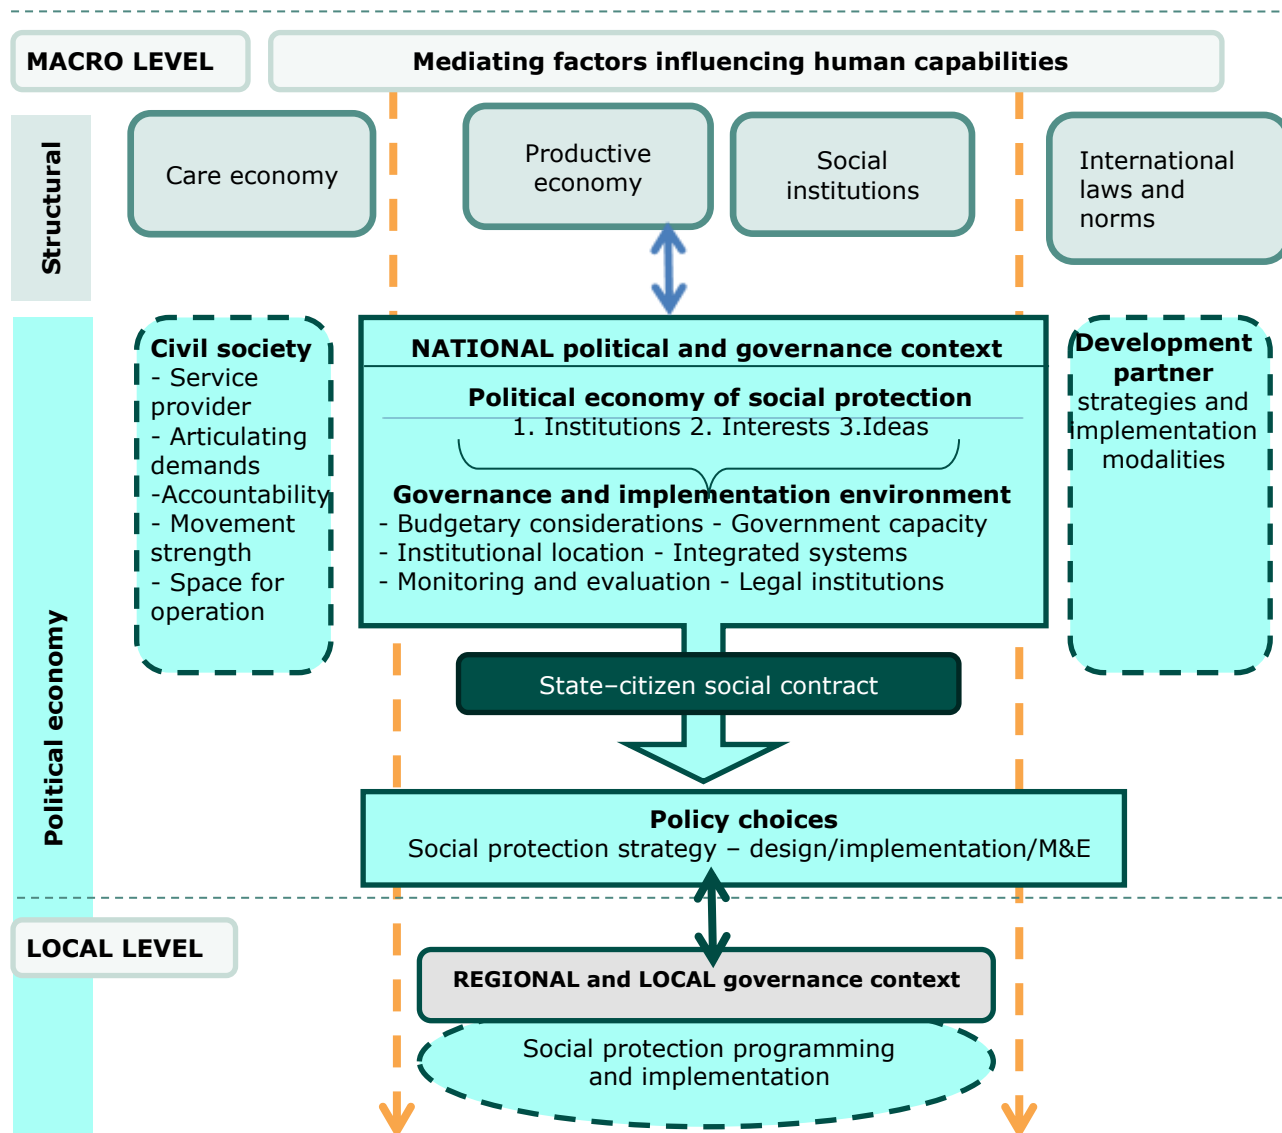 MACRO LEVEL
Mediating factors influencing human capabilities
Structural
Care economy
Productive
economy
Social
institutions
International
laws and
norms
Political economy
Civil society
- Service
provider
- Articulating
demands
-Accountability
- Movement
strength
- Space for
operation
NATIONAL political and governance context
Political economy of social protection
1. Institutions 2. Interests 3.Ideas
Governance and implementation environment
- Budgetary considerations - Government capacity
- Institutional location - Integrated systems
- Monitoring and evaluation - Legal institutions
Development
partner
strategies and
implementation
modalities
State–citizen social contract
Policy choices
Social protection strategy – design/implementation/M&E
LOCAL LEVEL
REGIONAL and LOCAL governance context
Social protection programming
and implementation